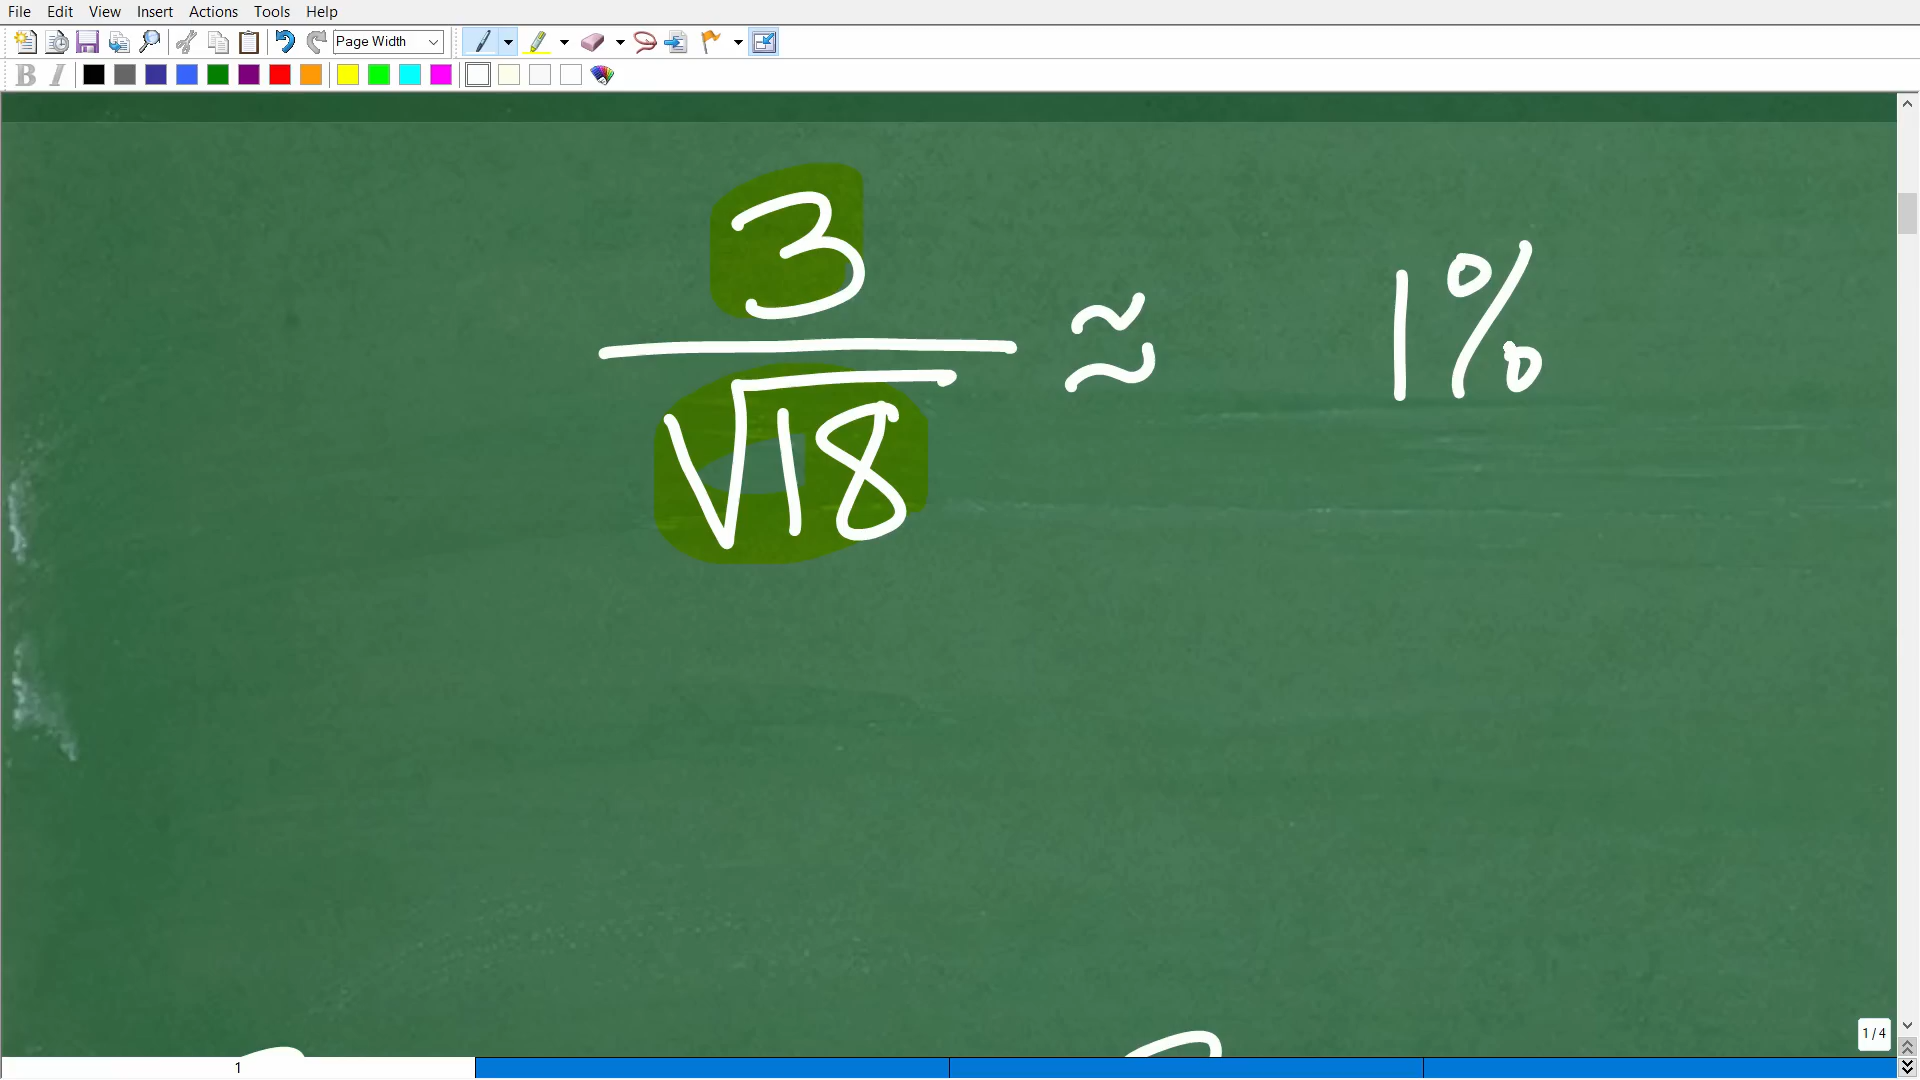 File Edit View Insert Actions Tools Help
Page Width
B I
3
√18
≈ 1%
1 / 4
1